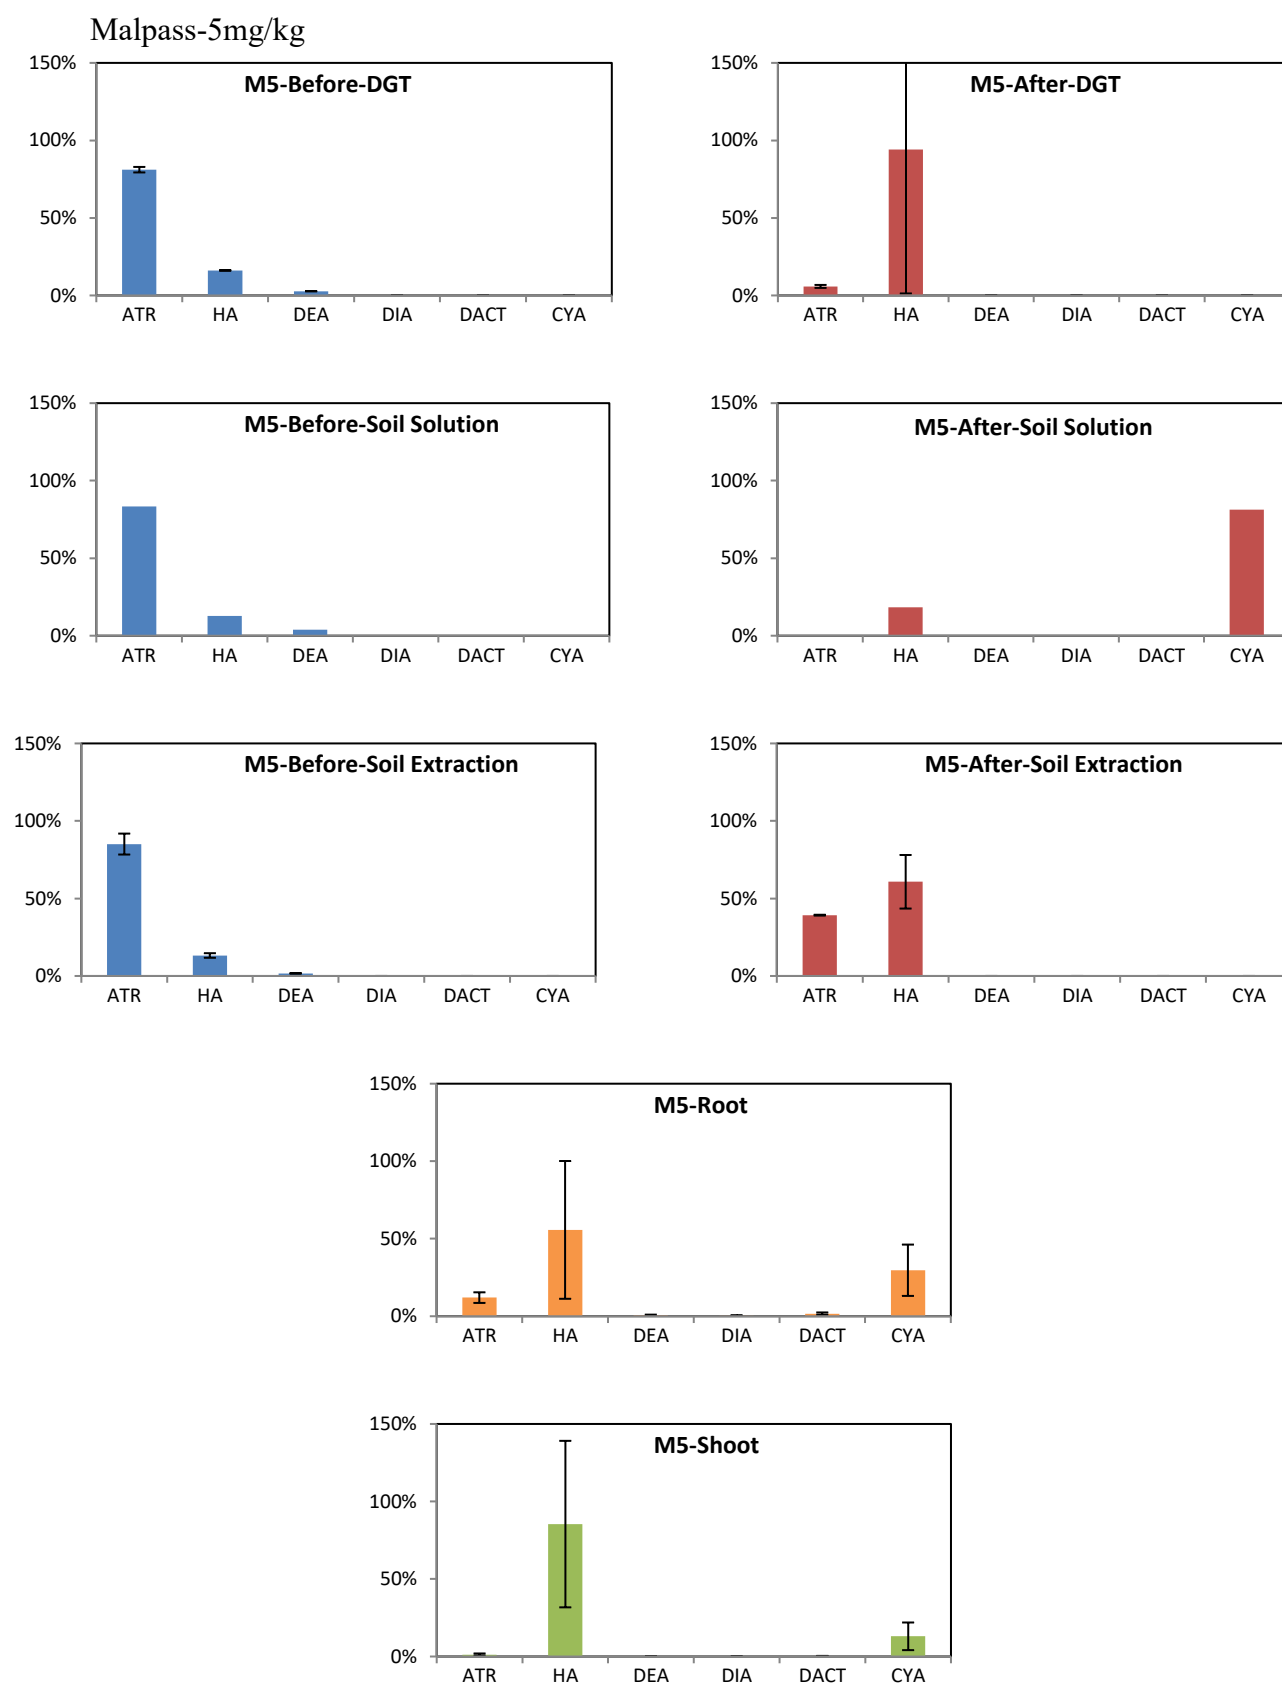 Malpass-5mg/kg
M5-Before-DGT
150%
100%
50%
0%
ATR HA DEA DIA DACT CYA
M5-After-DGT
150%
100%
50%
0%
ATR HA DEA DIA DACT CYA
M5-Before-Soil Solution
150%
100%
50%
0%
ATR HA DEA DIA DACT CYA
M5-After-Soil Solution
150%
100%
50%
0%
ATR HA DEA DIA DACT CYA
M5-Before-Soil Extraction
150%
100%
50%
0%
ATR HA DEA DIA DACT CYA
M5-After-Soil Extraction
150%
100%
50%
0%
ATR HA DEA DIA DACT CYA
M5-Root
150%
100%
50%
0%
ATR HA DEA DIA DACT CYA
M5-Shoot
150%
100%
50%
0%
ATR HA DEA DIA DACT CYA